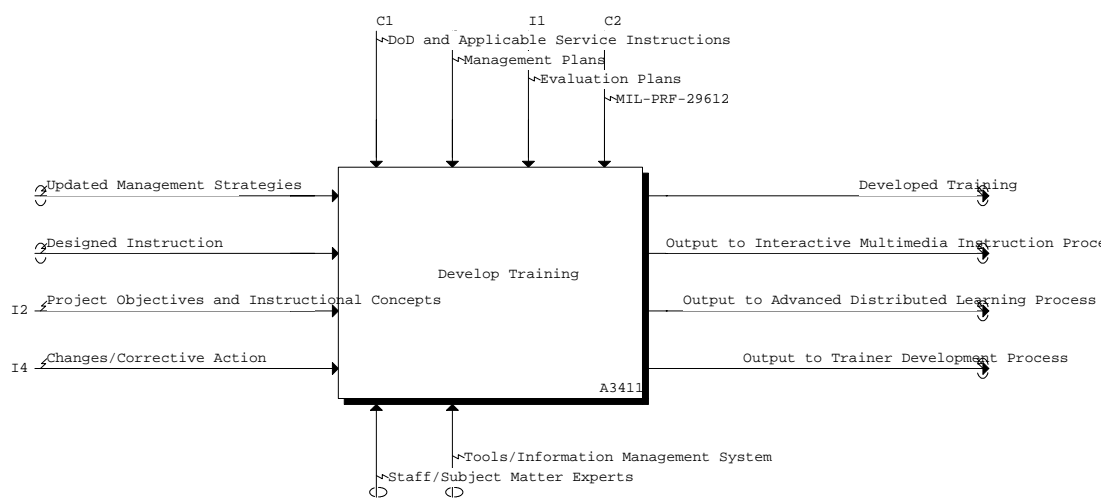 C1 I1 C2
DoD and Applicable Service Instructions
Management Plans
Evaluation Plans
MIL-PRF-29612
Updated Management Strategies
Developed Training
Designed Instruction
Output to Interactive Multimedia Instruction Proce
Develop Training
I2 Project Objectives and Instructional Concepts
Output to Advanced Distributed Learning Process
I4 Changes/Corrective Action
Output to Trainer Development Process
A3411
Tools/Information Management System
Staff/Subject Matter Experts